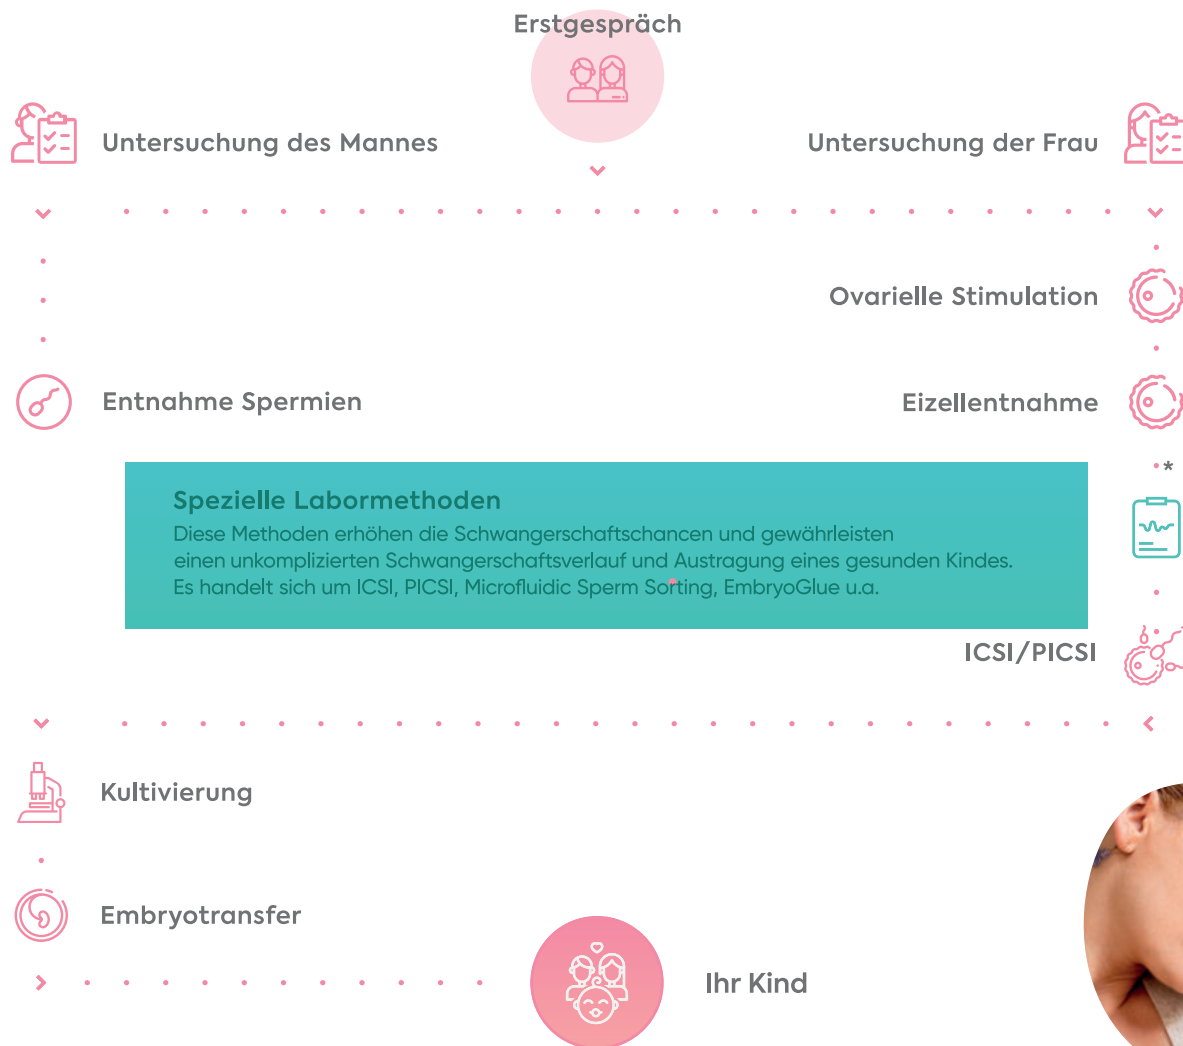 Erstgespräch
Untersuchung des Mannes
Untersuchung der Frau
Ovarielle Stimulation
Entnahme Spermien
Eizellentnahme
*
Spezielle Labormethoden
Diese Methoden erhöhen die Schwangerschaftschancen und gewährleisten
einen unkomplizierten Schwangerschaftsverlauf und Austragung eines gesunden Kindes.
Es handelt sich um ICSI, PICSI, Microfluidic Sperm Sorting, EmbryoGlue u.a.
ICSI/PICSI
Kultivierung
Embryotransfer
Ihr Kind